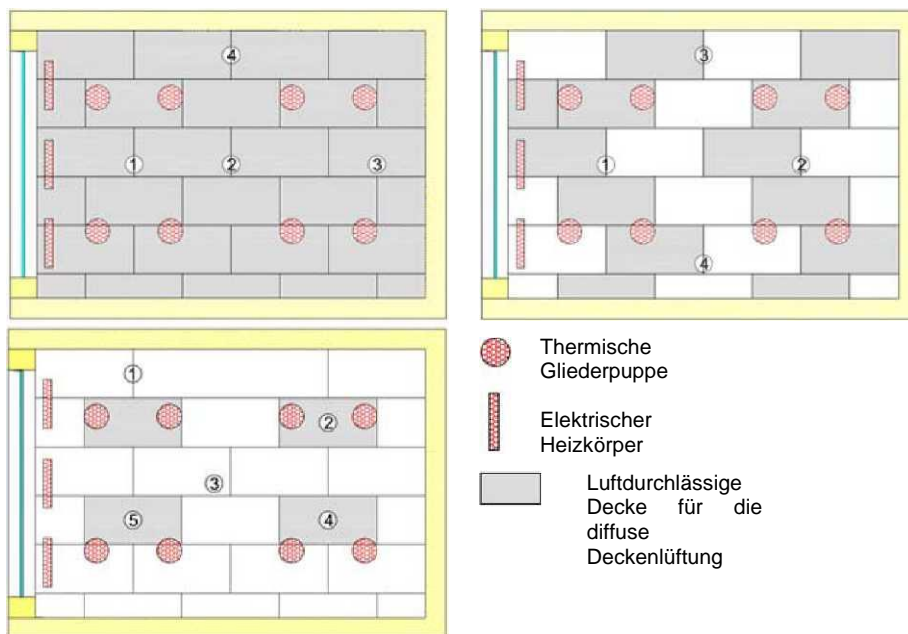 4
1
2
3
3
1
2
4
1
2
3
5
4
Thermische
Gliederpuppe
Elektrischer
Heizkörper
Luftdurchlässige
Decke für die
diffuse
Deckenlüftung